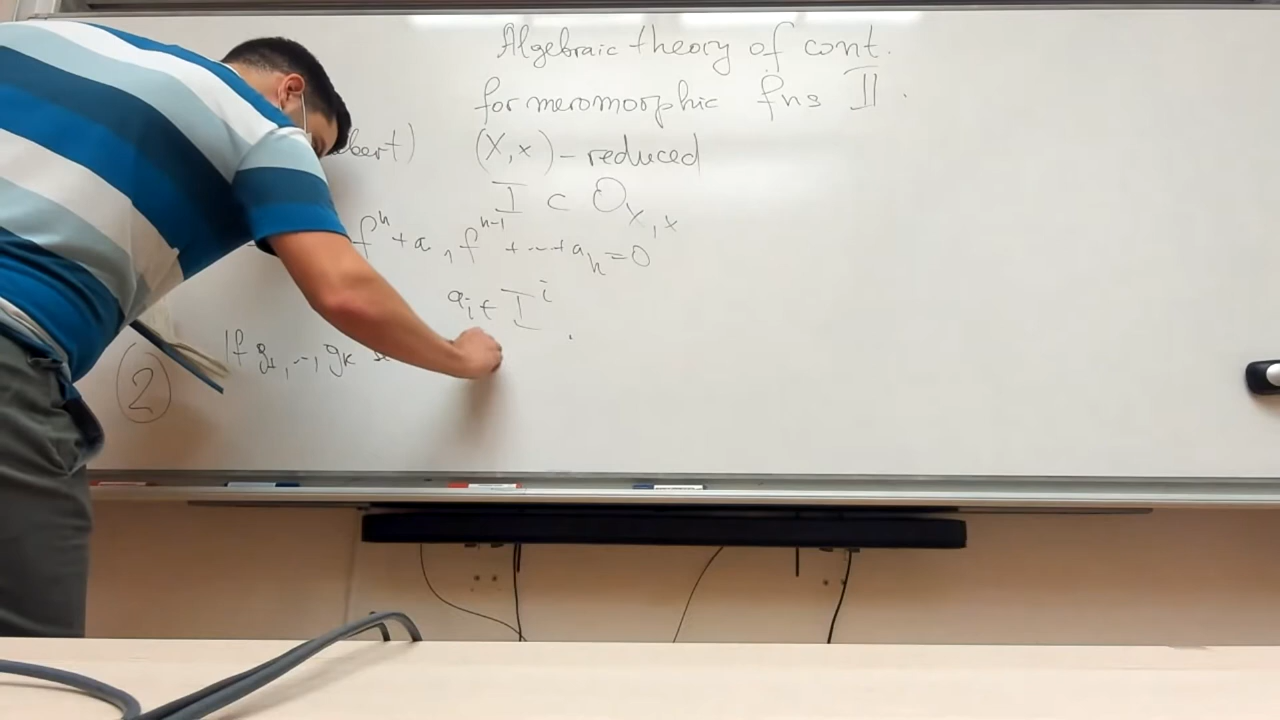 Algebraic theory of cont.
for meromorphic fns II.
(X,x) - reduced
I ⊂ O_{X,x}
f^n + a_1 f^{n-1} + ... + a_n = 0
a_i ∈ I^i.
② If g_1, ..., g_k